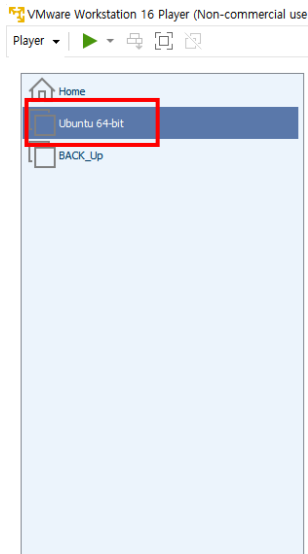 VMware Workstation 16 Player (Non-commercial use
Player
Home
Ubuntu 64-bit
BACK_Up